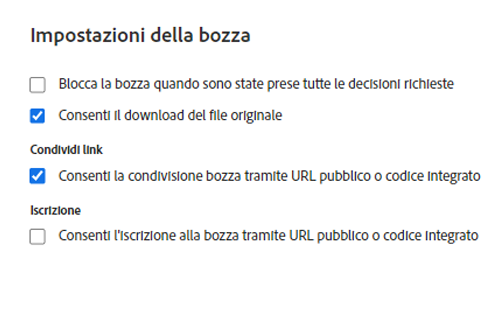 Impostazioni della bozza
Blocca la bozza quando sono state prese tutte le decisioni richieste
Consenti il download del file originale
Condividi link
Consenti la condivisione bozza tramite URL pubblico o codice integrato
Iscrizione
Consenti l'iscrizione alla bozza tramite URL pubblico o codice integrato